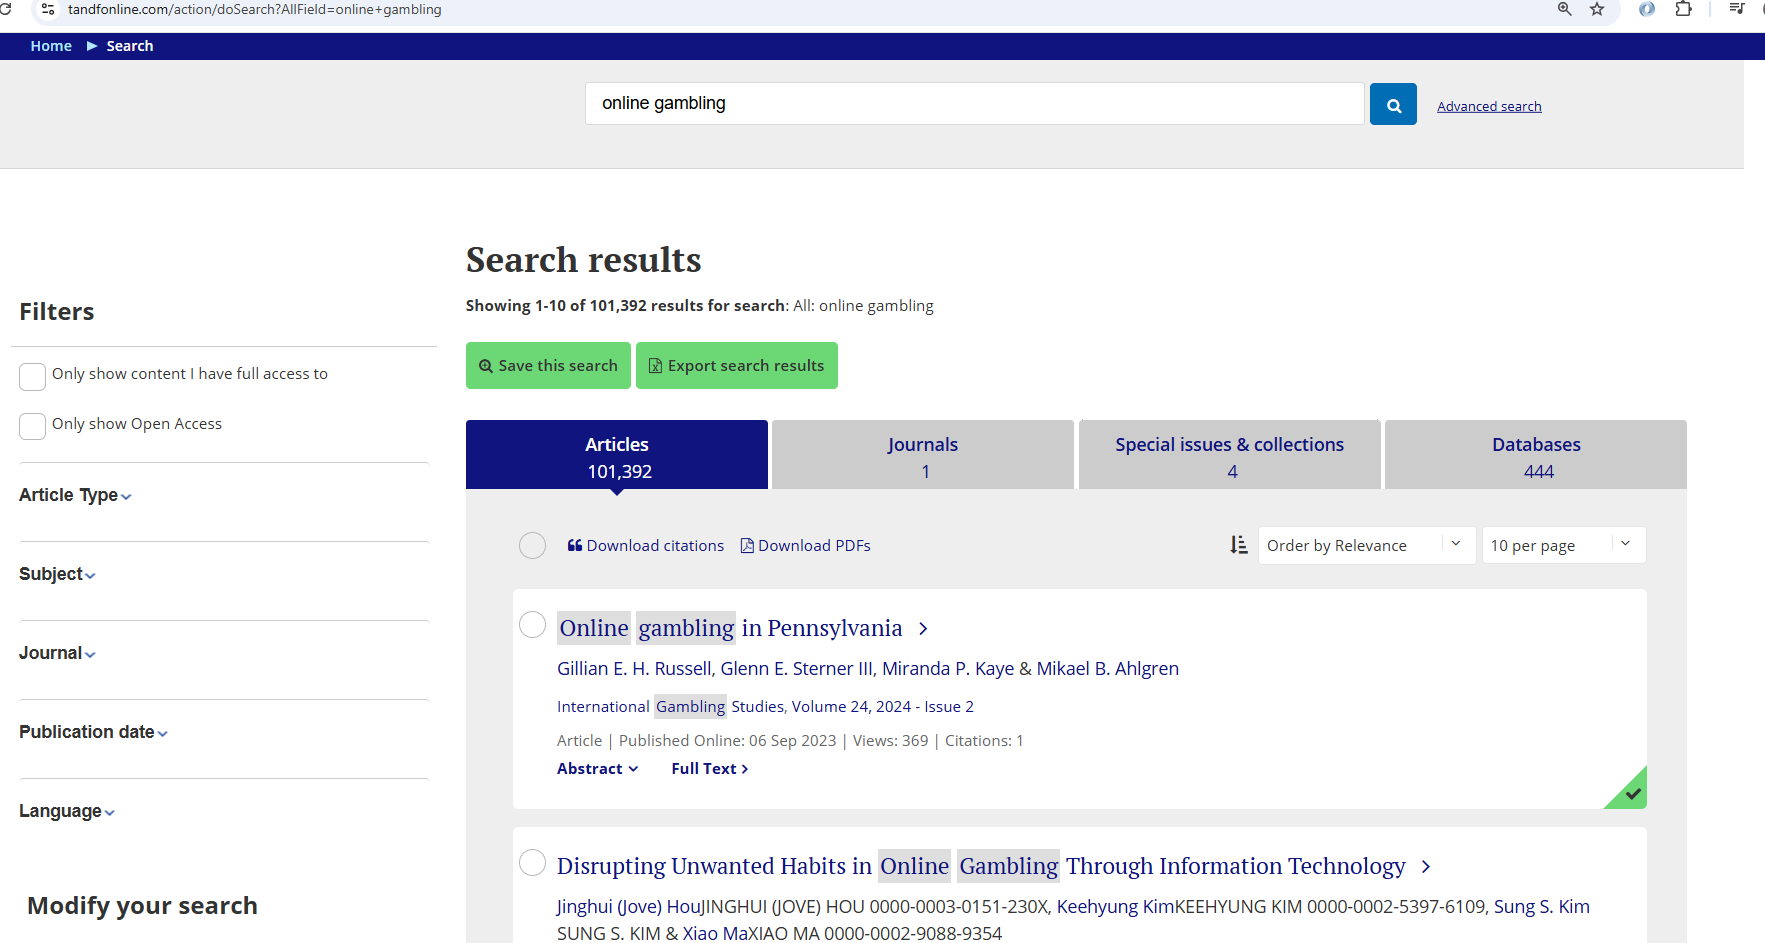 tandfonline.com/action/doSearch?AllField=online+gambling
Home ▶ Search
online gambling
Advanced search
Search results
Showing 1-10 of 101,392 results for search: All: online gambling
Save this search
Export search results
Filters
Only show content I have full access to
Only show Open Access
Article Type
Subject
Journal
Publication date
Language
Modify your search
Articles
101,392
Journals
1
Special issues & collections
4
Databases
444
Download citations
Download PDFs
Order by Relevance
10 per page
Online gambling in Pennsylvania
Gillian E. H. Russell, Glenn E. Sterner III, Miranda P. Kaye & Mikael B. Ahlgren
International Gambling Studies, Volume 24, 2024 - Issue 2
Article | Published Online: 06 Sep 2023 | Views: 369 | Citations: 1
Abstract
Full Text
Disrupting Unwanted Habits in Online Gambling Through Information Technology
Jinghui (Jove) HouJINGHUI (JOVE) HOU 0000-0003-0151-230X, Keehyung KimKEEHYUNG KIM 0000-0002-5397-6109, Sung S. Kim
SUNG S. KIM & Xiao MaXIAO MA 0000-0002-9088-9354